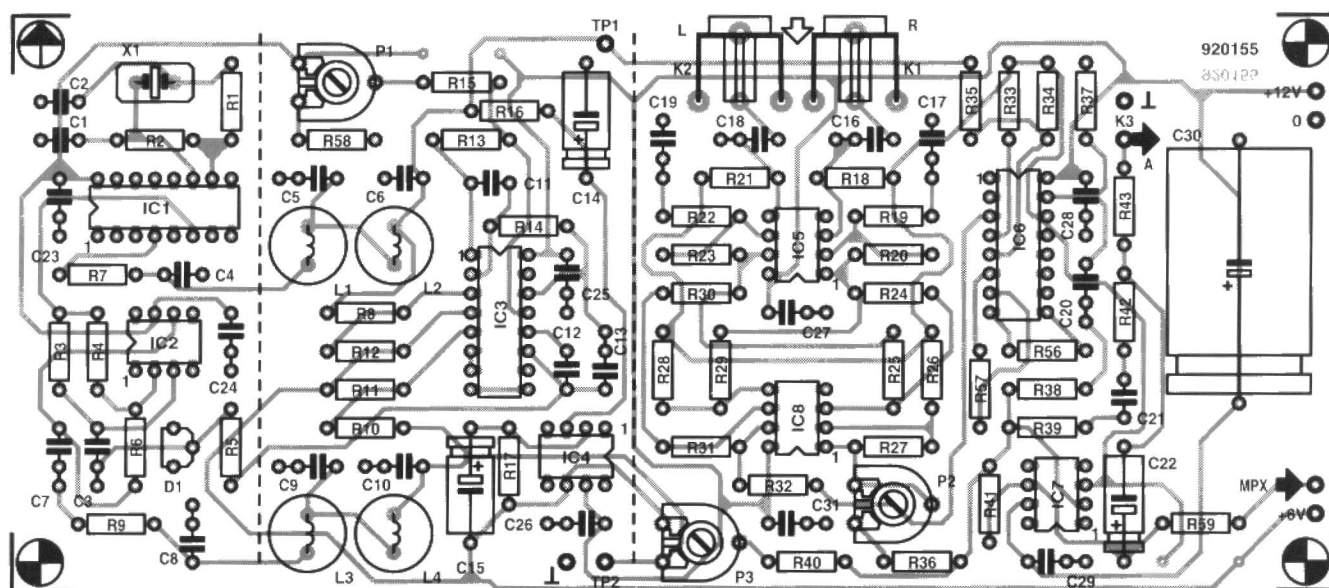 L R
TP1
X1 P1
920155
920155
C2 K2 K1
R15 +12V
R1 R16 C19 C17 R35 R33 R34 R37 ⊥
C1 C18 C16 K3 0
R2 R58 R13 C30
A
C5 C6 C11 R21 R18 1
C14 R43
IC1 R22 R19
R14 IC5 IC6 C28
C23 1 R23 R20
1
R7 C4 C25 R30 1 R24 C20
L1 L2
R8 IC3 R42
C27
R3 R4 IC2 R12 C12 C13 R56
R28 R29 R25 R26
C24 R57
1 R11 R38
IC8 C21
R10 1 R39
R6 R5 R31 R27
R17 IC4 1 C22
D1 C9 C10 P2
C7 C3 R32 R41 IC7 MPX
C31
R9 C26 R59 +6V
1
C8 C15 R40 R36
L3 L4 ⊥ TP2 P3 C29
+ + + +